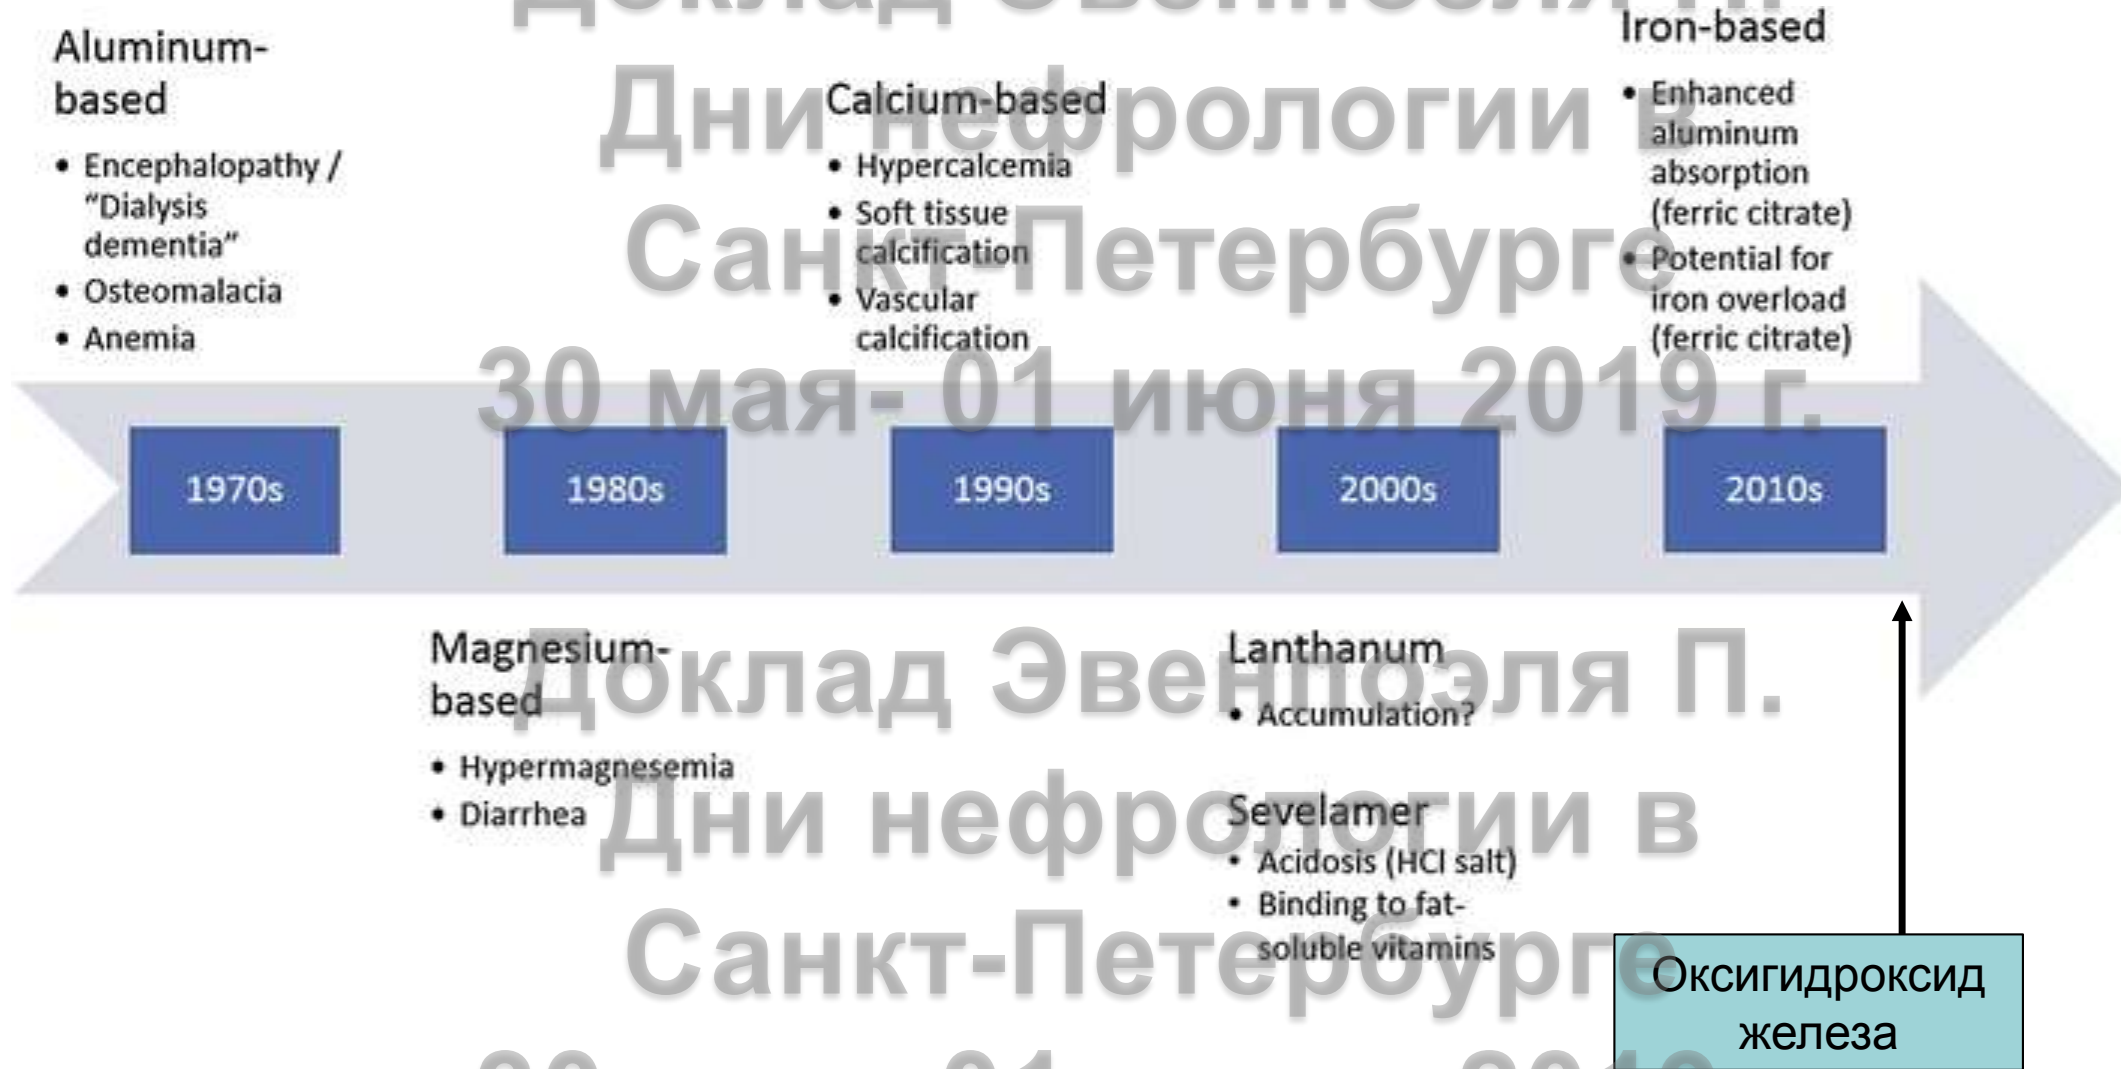 Доклад Эвенпоэля П.
Дни нефрологии в
Санкт-Петербурге
30 мая- 01 июня 2019 г.
Aluminum-
based
• Encephalopathy /
“Dialysis
dementia”
• Osteomalacia
• Anemia
Calcium-based
• Hypercalcemia
• Soft tissue
calcification
• Vascular
calcification
Iron-based
• Enhanced
aluminum
absorption
(ferric citrate)
• Potential for
iron overload
(ferric citrate)
1970s
1980s
1990s
2000s
2010s
Magnesium-
based
• Hypermagnesemia
• Diarrhea
Lanthanum
• Accumulation?
Sevelamer
• Acidosis (HCl salt)
• Binding to fat-
soluble vitamins
Оксигидроксид
железа
Доклад Эвенпоэля П.
Дни нефрологии в
Санкт-Петербурге